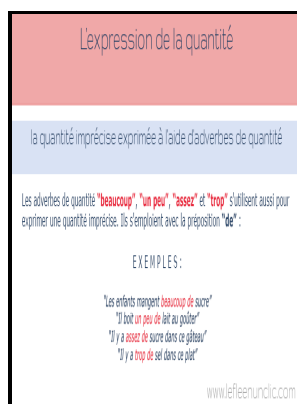 L'expression de la quantité
la quantité imprécise exprimée à l'aide d'adverbes de quantité
Les adverbes de quantité "beaucoup", "un peu", "assez" et "trop" s'utilisent aussi pour
exprimer une quantité imprécise. Ils s'emploient avec la préposition "de" :
EXEMPLES:
"Les enfants mangent beaucoup de sucre"
"Il boit un peu de lait au goûter"
"Il y a assez de sucre dans ce gâteau"
"Il y a trop de sel dans ce plat"
www.lefleenunclic.com